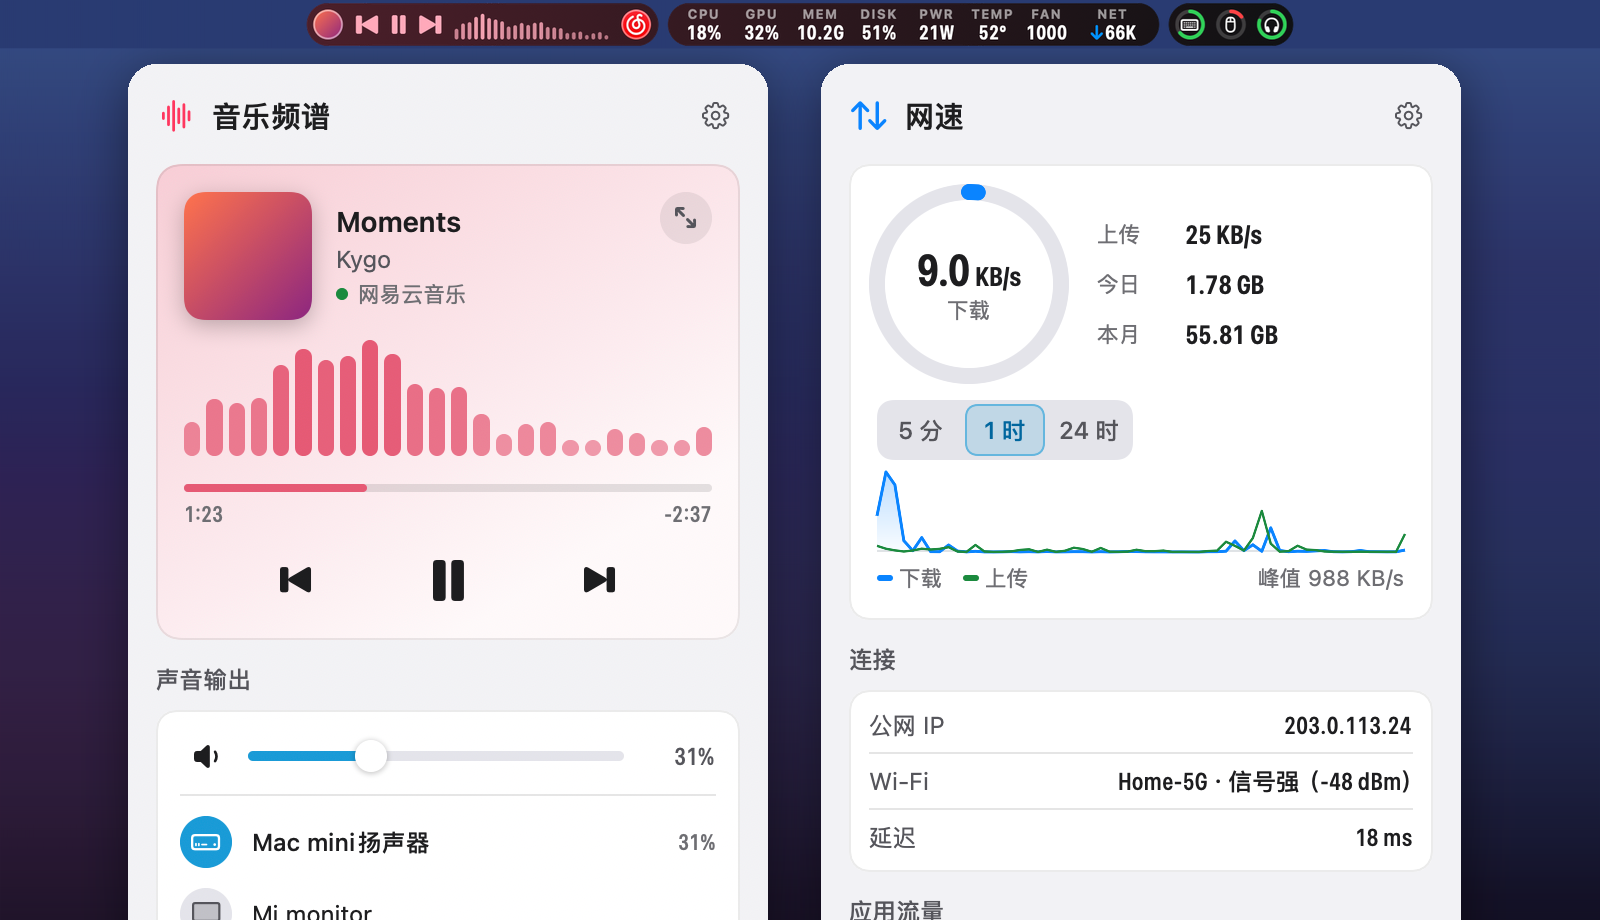 CPU GPU MEM DISK PWR TEMP FAN NET
18% 32% 10.2G 51% 21W 52° 1000 ↓66K
音乐频谱
Moments
Kygo
网易云音乐
1:23 -2:37
声音输出
31%
Mac mini扬声器 31%
Mi monitor
网速
9.0 KB/s
下载
上传 25 KB/s
今日 1.78 GB
本月 55.81 GB
5 分 1 时 24 时
下载 上传 峰值 988 KB/s
连接
公网 IP 203.0.113.24
Wi-Fi Home-5G · 信号强（-48 dBm）
延迟 18 ms
应用流量